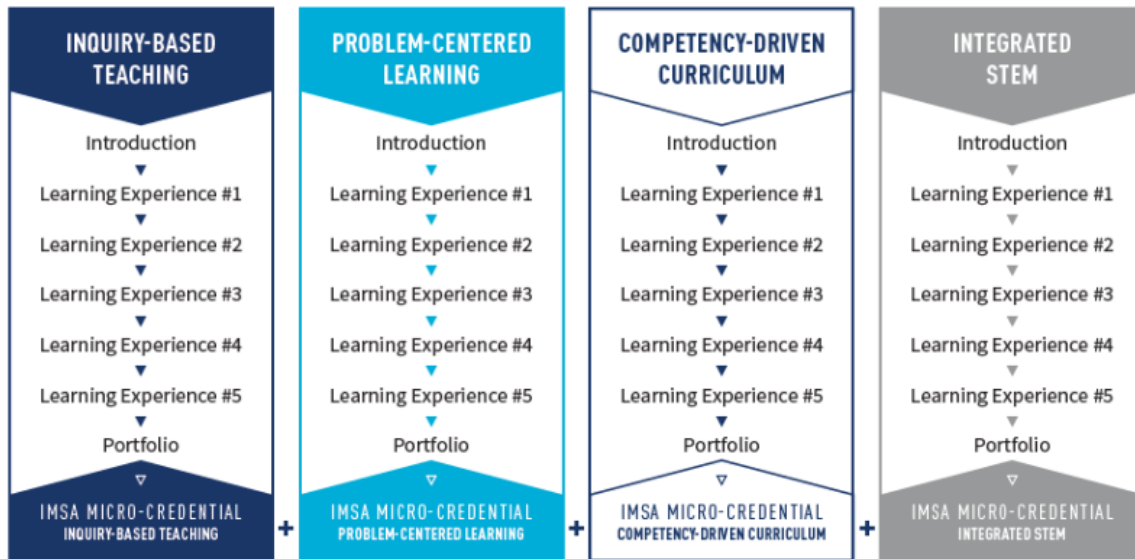 INQUIRY-BASED
TEACHING
Introduction
Learning Experience #1
Learning Experience #2
Learning Experience #3
Learning Experience #4
Learning Experience #5
Portfolio
IMSA MICRO-CREDENTIAL
INQUIRY-BASED TEACHING
+
PROBLEM-CENTERED
LEARNING
Introduction
Learning Experience #1
Learning Experience #2
Learning Experience #3
Learning Experience #4
Learning Experience #5
Portfolio
IMSA MICRO-CREDENTIAL
PROBLEM-CENTERED LEARNING
+
COMPETENCY-DRIVEN
CURRICULUM
Introduction
Learning Experience #1
Learning Experience #2
Learning Experience #3
Learning Experience #4
Learning Experience #5
Portfolio
IMSA MICRO-CREDENTIAL
COMPETENCY-DRIVEN CURRICULUM
+
INTEGRATED
STEM
Introduction
Learning Experience #1
Learning Experience #2
Learning Experience #3
Learning Experience #4
Learning Experience #5
Portfolio
IMSA MICRO-CREDENTIAL
INTEGRATED STEM